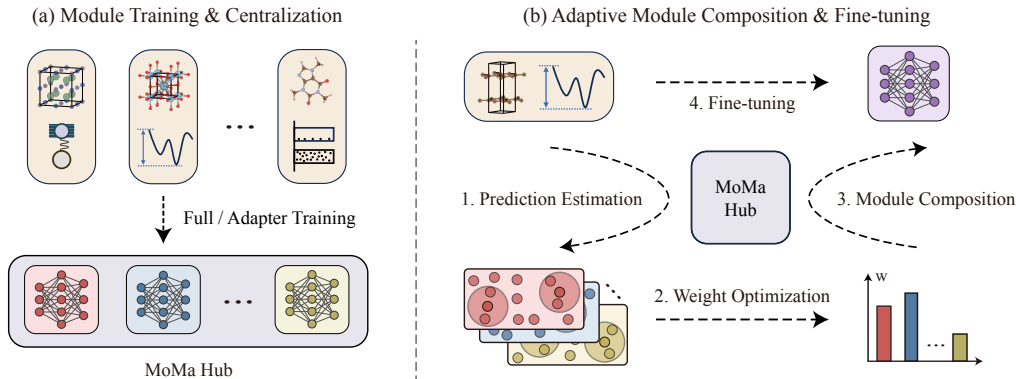 (a) Module Training & Centralization
Full / Adapter Training
MoMa Hub
(b) Adaptive Module Composition & Fine-tuning
4. Fine-tuning
1. Prediction Estimation
MoMa
Hub
3. Module Composition
2. Weight Optimization
w